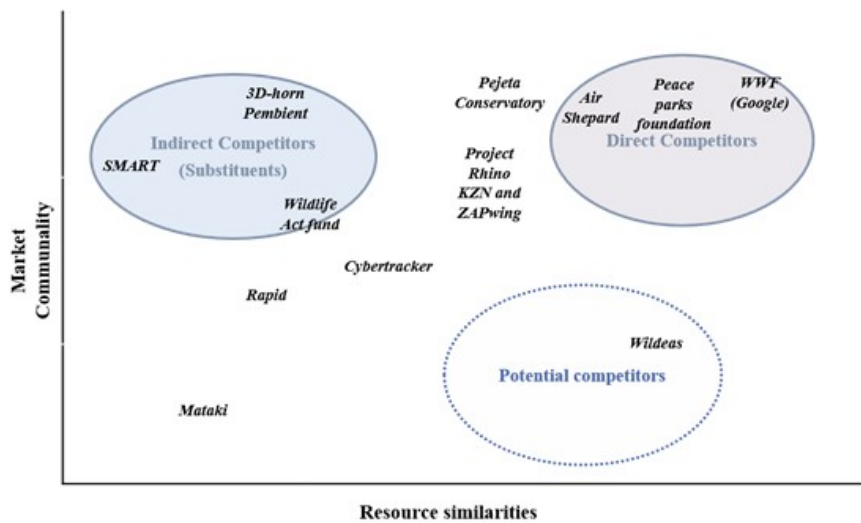 3D-horn
Pembient
Indirect Competitors
(Substituents)
SMART
Wildlife
Act fund
Pejeta
Conservatory
Project
Rhino
KZN and
ZAPwing
Air
Shepard
Peace
parks
foundation
WWF
(Google)
Direct Competitors
Cybertracker
Rapid
Mataki
Wildeas
Potential competitors
Market
Communality
Resource similarities